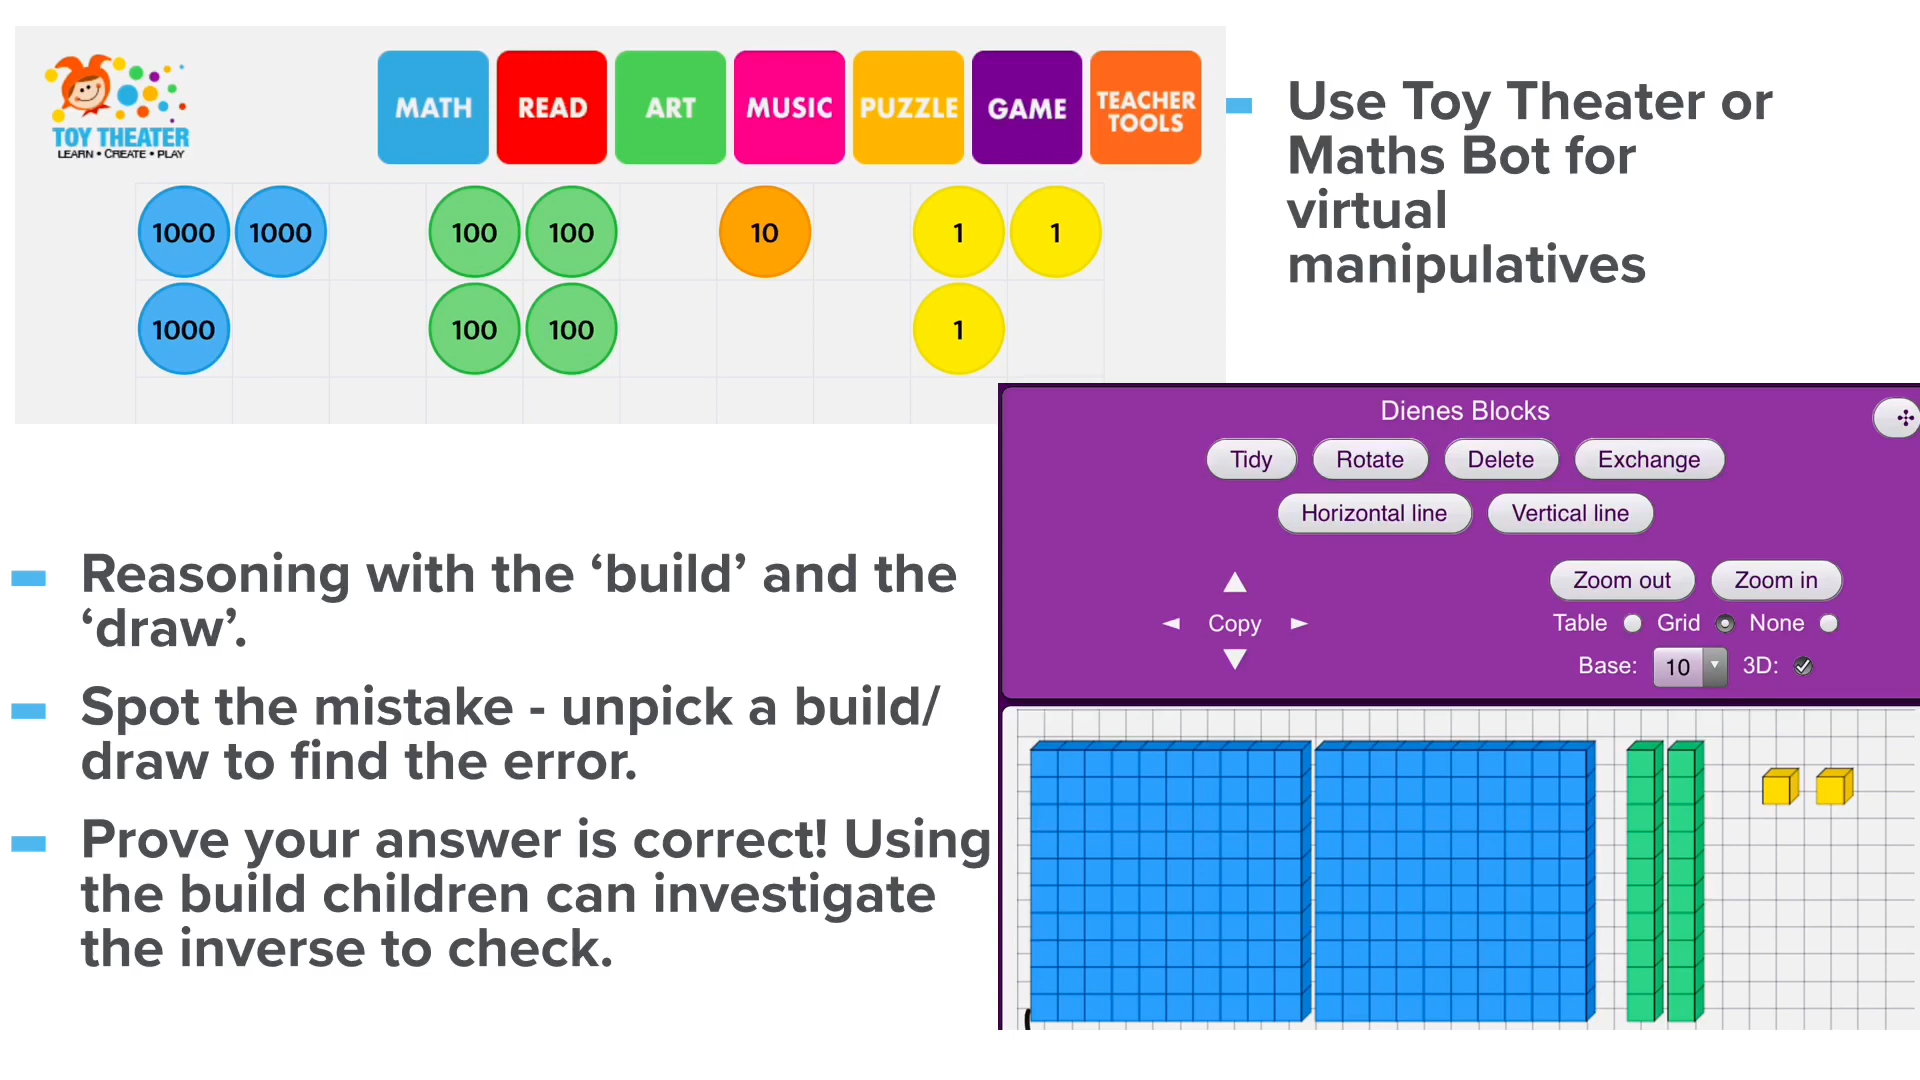 TOY THEATER
LEARN • CREATE • PLAY
MATH READ ART MUSIC PUZZLE GAME TEACHER TOOLS
1000 1000 100 100 10 1 1
1000 100 100 1
Use Toy Theater or
Maths Bot for
virtual
manipulatives
Reasoning with the ‘build’ and the
‘draw’.
Spot the mistake - unpick a build/
draw to find the error.
Prove your answer is correct! Using
the build children can investigate
the inverse to check.
Dienes Blocks
Tidy Rotate Delete Exchange
Horizontal line Vertical line
Zoom out Zoom in
Copy
Table Grid None
Base: 10 3D: